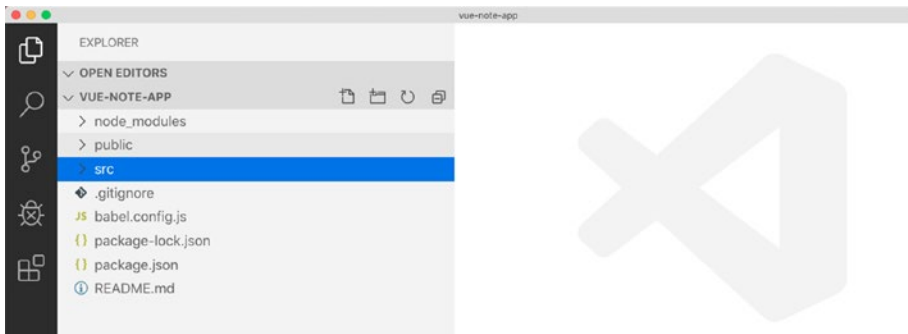 vue-note-app
EXPLORER
OPEN EDITORS
VUE-NOTE-APP
node_modules
public
src
.gitignore
JS babel.config.js
{} package-lock.json
{} package.json
README.md